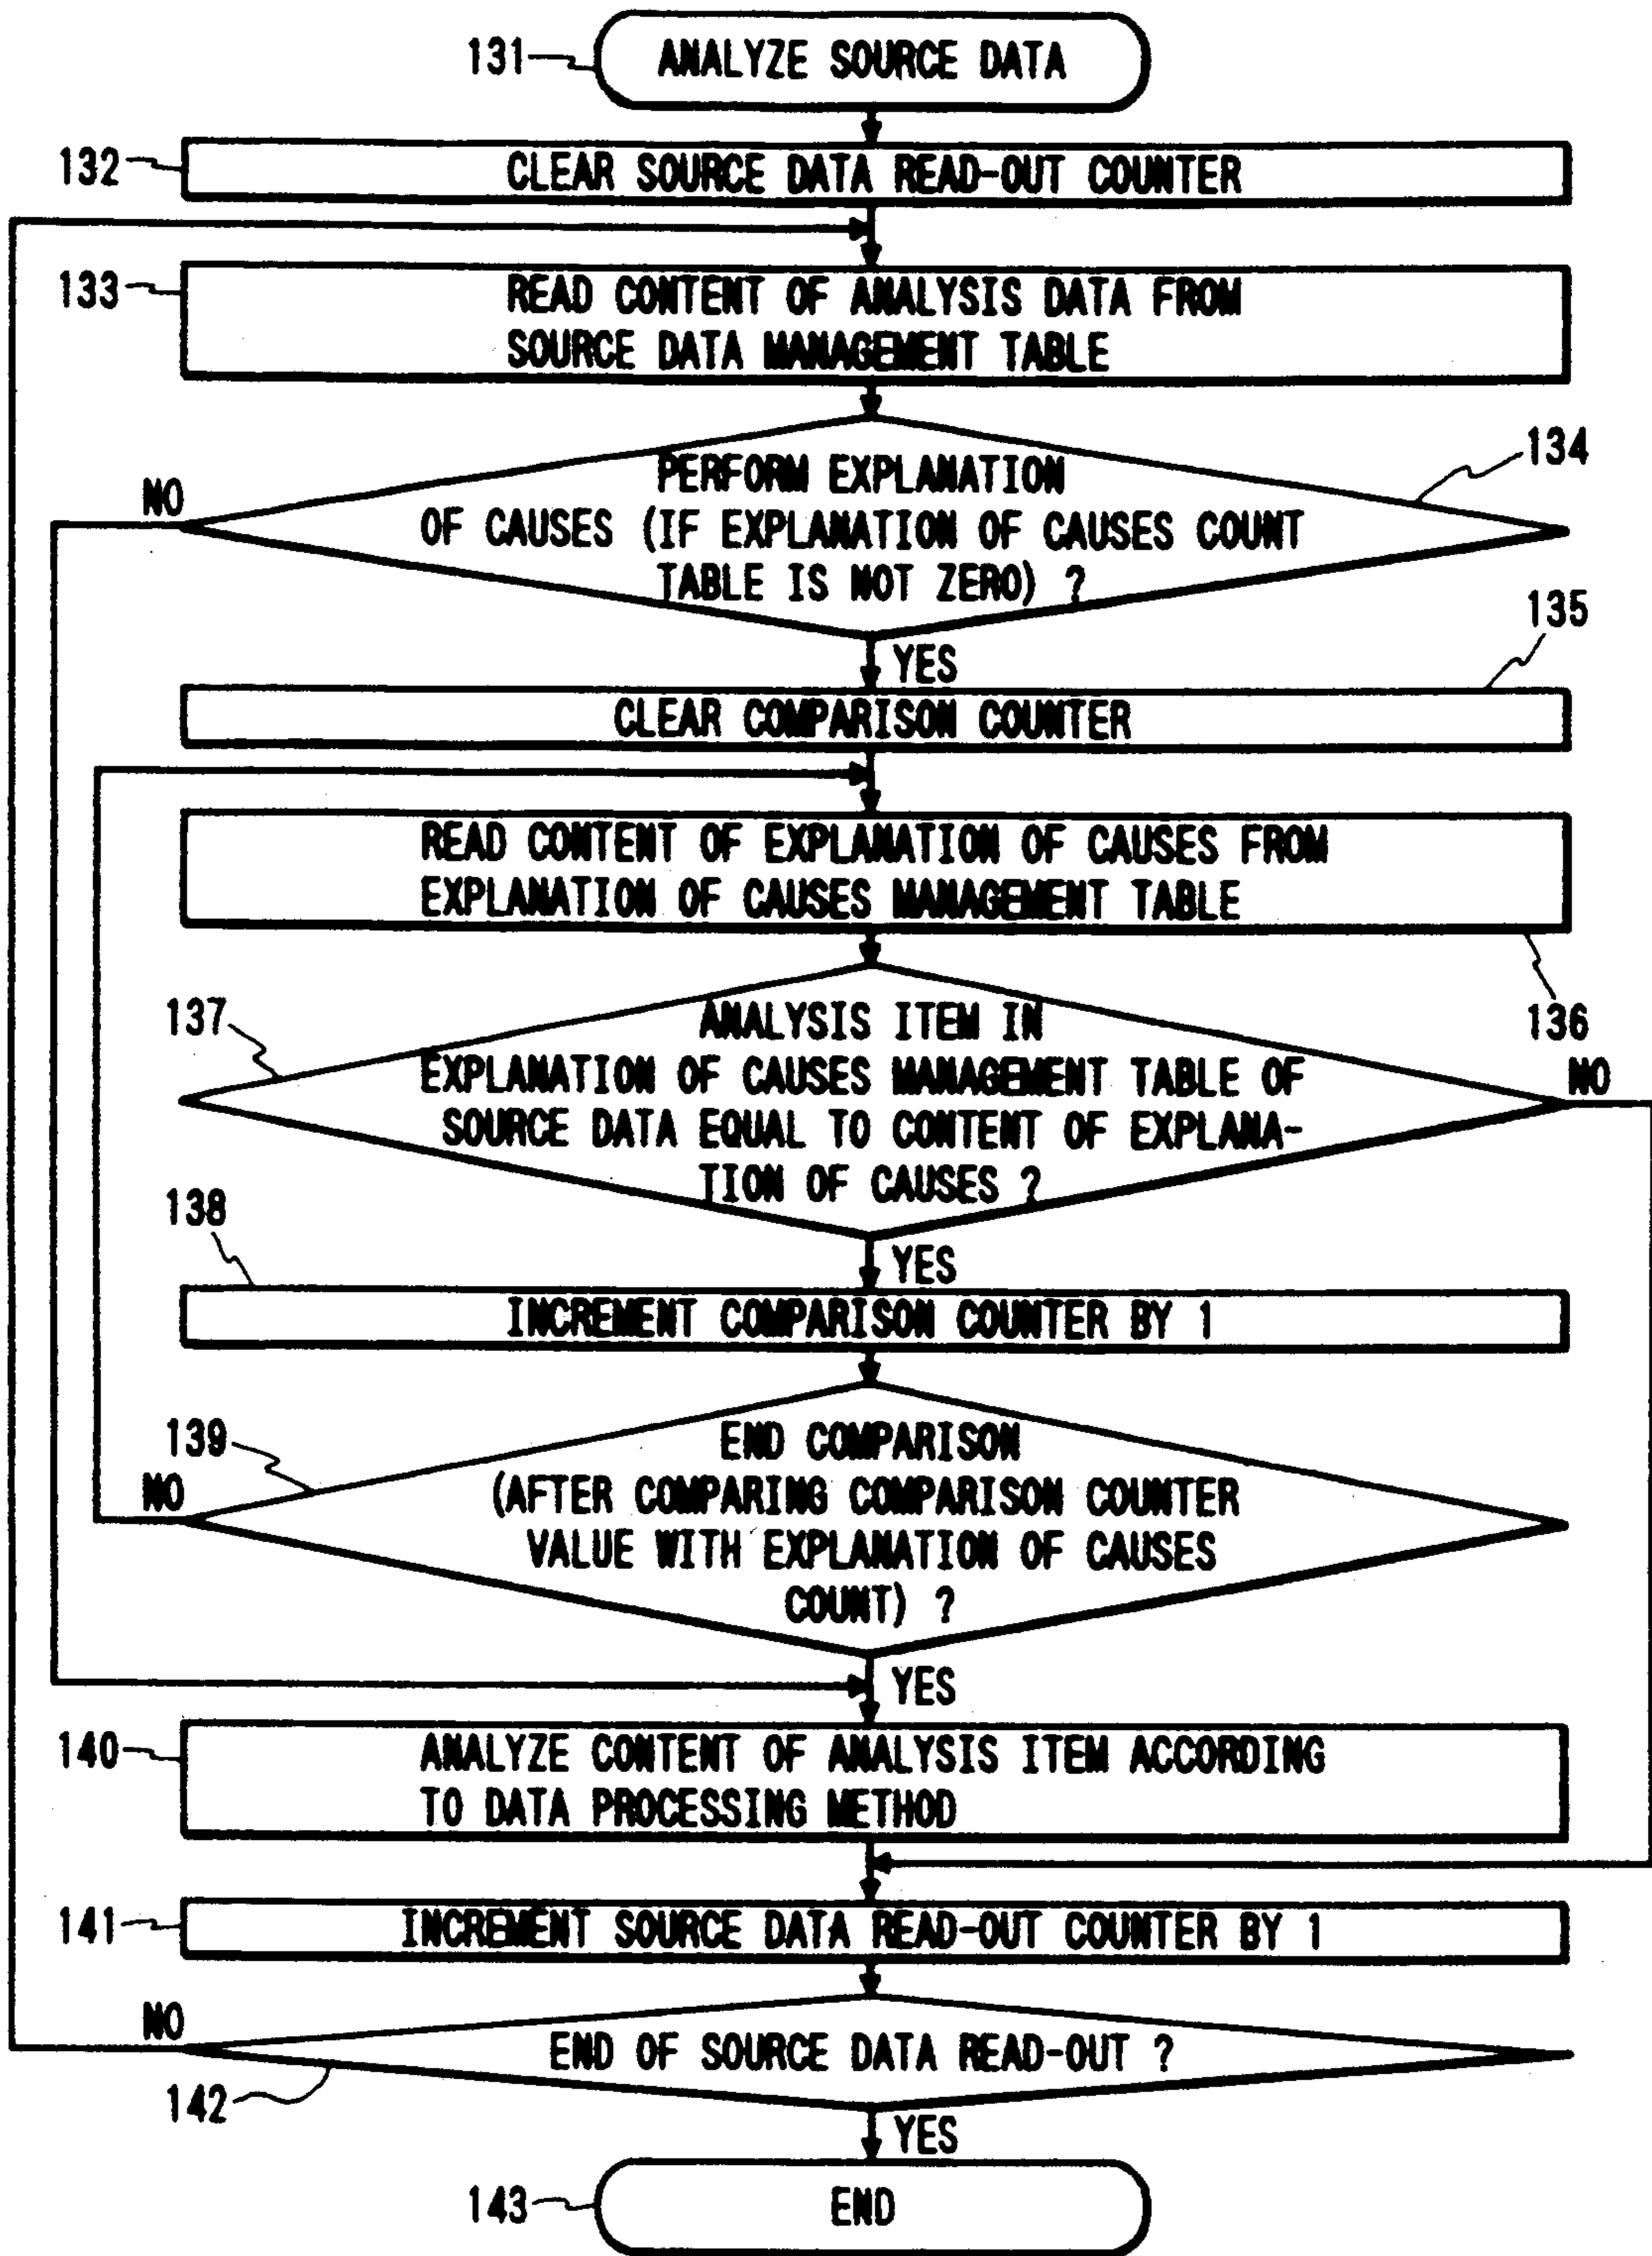 131
ANALYZE SOURCE DATA
132
CLEAR SOURCE DATA READ-OUT COUNTER
133
READ CONTENT OF ANALYSIS DATA FROM
SOURCE DATA MANAGEMENT TABLE
134
NO
PERFORM EXPLANATION
OF CAUSES (IF EXPLANATION OF CAUSES COUNT
TABLE IS NOT ZERO) ?
YES
135
CLEAR COMPARISON COUNTER
READ CONTENT OF EXPLANATION OF CAUSES FROM
EXPLANATION OF CAUSES MANAGEMENT TABLE
136
137
ANALYSIS ITEM IN
EXPLANATION OF CAUSES MANAGEMENT TABLE OF
SOURCE DATA EQUAL TO CONTENT OF EXPLANA-
TION OF CAUSES ?
NO
YES
138
INCREMENT COMPARISON COUNTER BY 1
139
NO
END COMPARISON
(AFTER COMPARING COMPARISON COUNTER
VALUE WITH EXPLANATION OF CAUSES
COUNT) ?
YES
140
ANALYZE CONTENT OF ANALYSIS ITEM ACCORDING
TO DATA PROCESSING METHOD
141
INCREMENT SOURCE DATA READ-OUT COUNTER BY 1
NO
END OF SOURCE DATA READ-OUT ?
142
YES
143
END